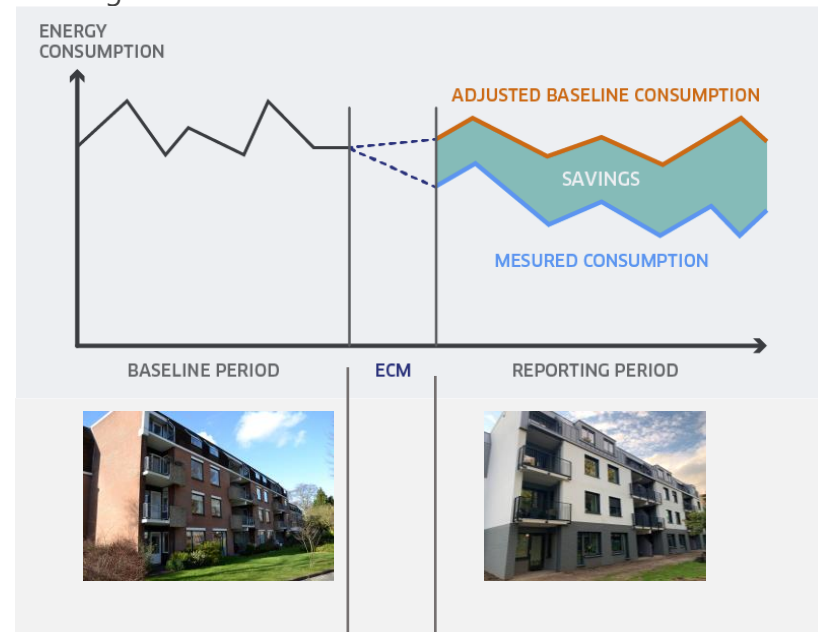 ENERGY
CONSUMPTION
ADJUSTED BASELINE CONSUMPTION
SAVINGS
MESURED CONSUMPTION
BASELINE PERIOD
ECM
REPORTING PERIOD